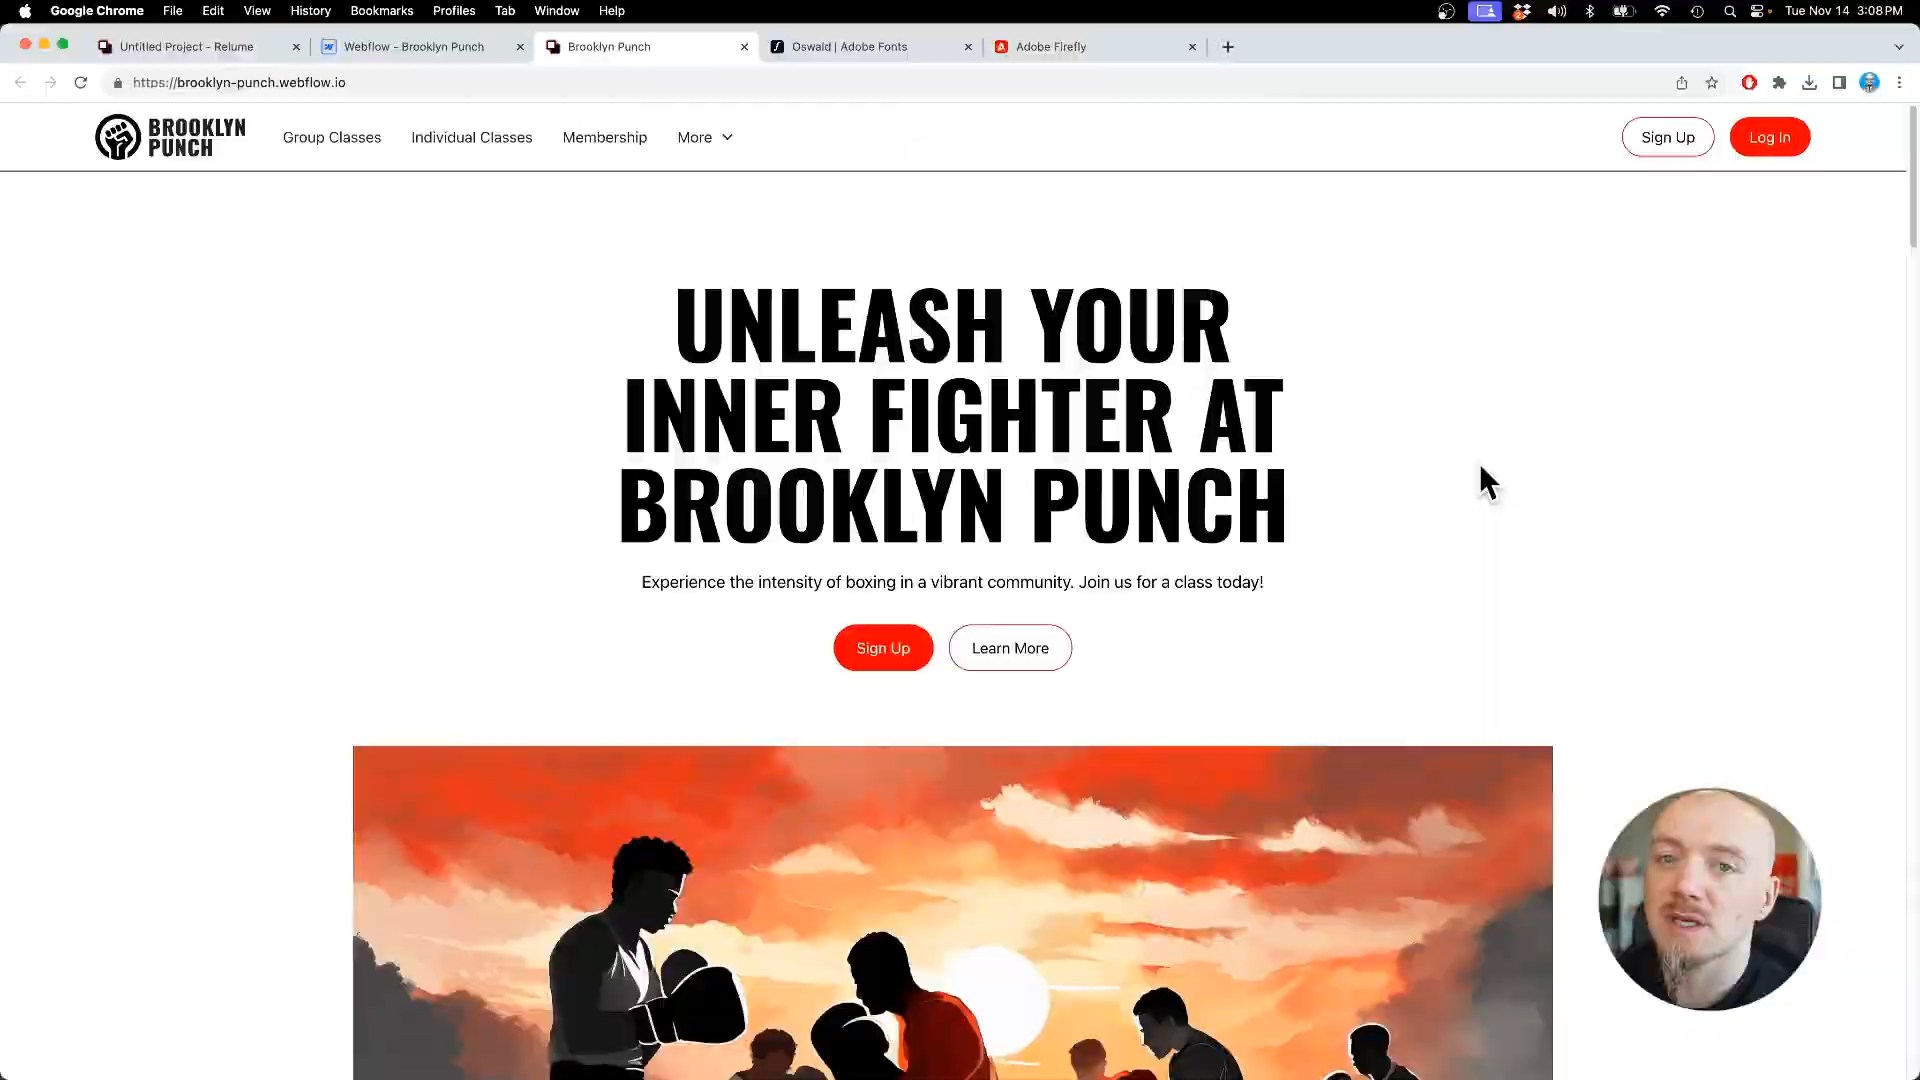 Google Chrome File Edit View History Bookmarks Profiles Tab Window Help Tue Nov 14 3:08 PM
Untitled Project - Relume Webflow - Brooklyn Punch Brooklyn Punch Oswald | Adobe Fonts Adobe Firefly
https://brooklyn-punch.webflow.io
BROOKLYN
PUNCH
Group Classes Individual Classes Membership More Sign Up Log In
UNLEASH YOUR
INNER FIGHTER AT
BROOKLYN PUNCH
Experience the intensity of boxing in a vibrant community. Join us for a class today!
Sign Up Learn More